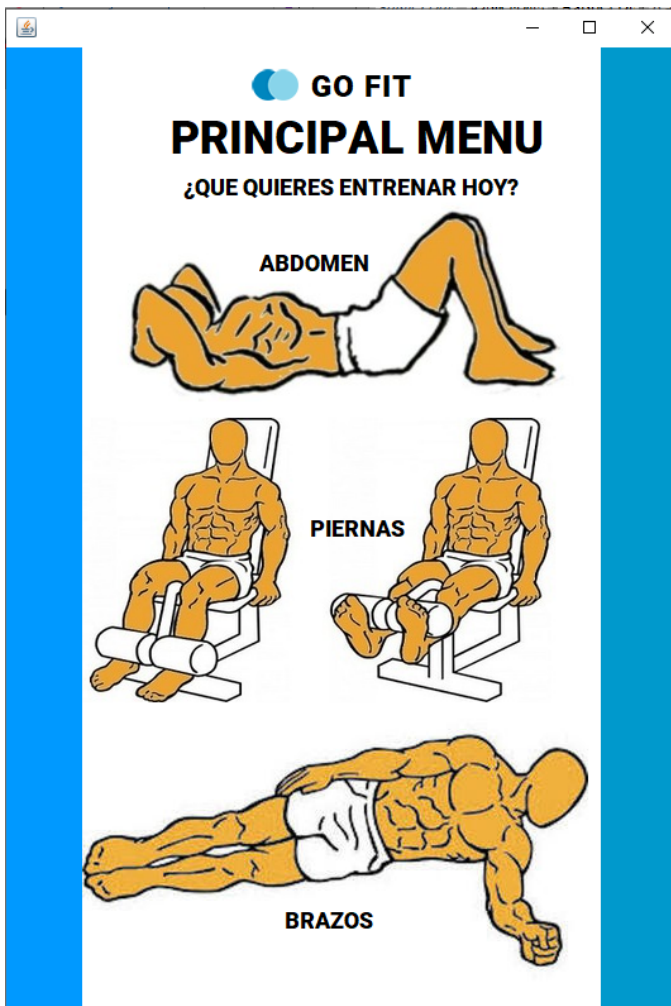 GO FIT
PRINCIPAL MENU
¿QUE QUIERES ENTRENAR HOY?
ABDOMEN
PIERNAS
BRAZOS